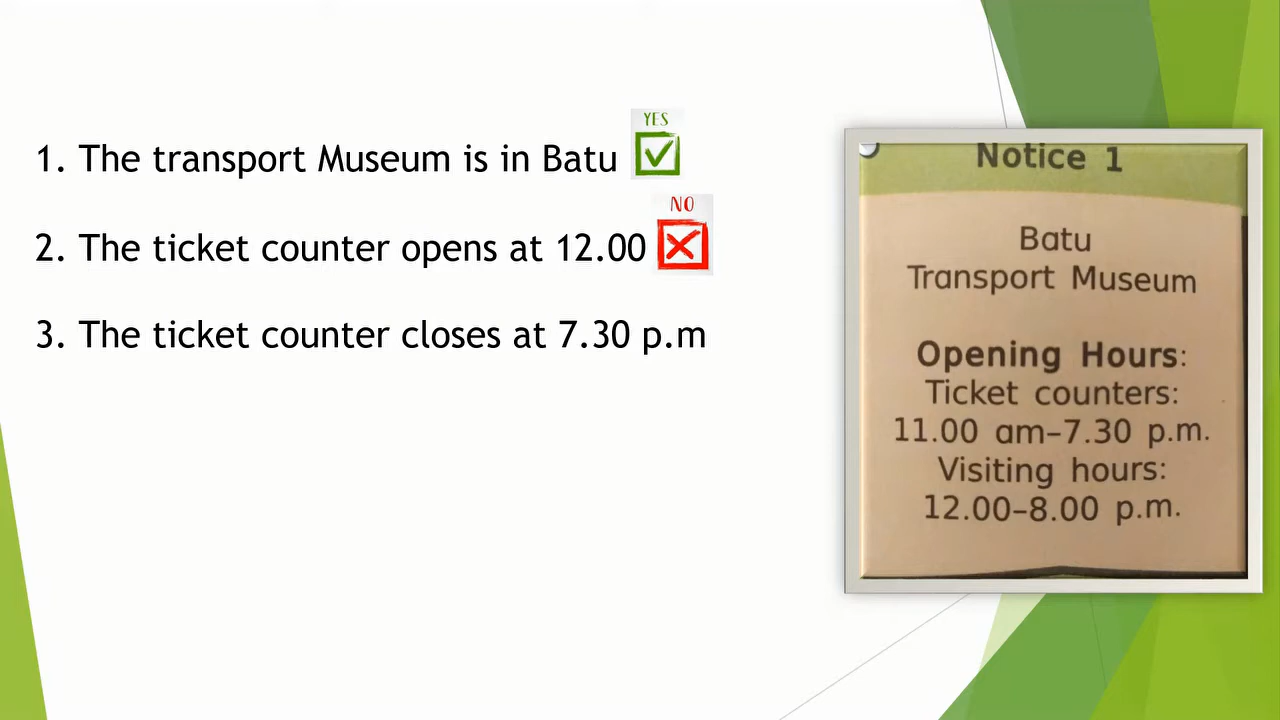 1. The transport Museum is in Batu
YES
2. The ticket counter opens at 12.00
NO
3. The ticket counter closes at 7.30 p.m
Notice 1
Batu
Transport Museum
Opening Hours:
Ticket counters:
11.00 am–7.30 p.m.
Visiting hours:
12.00–8.00 p.m.